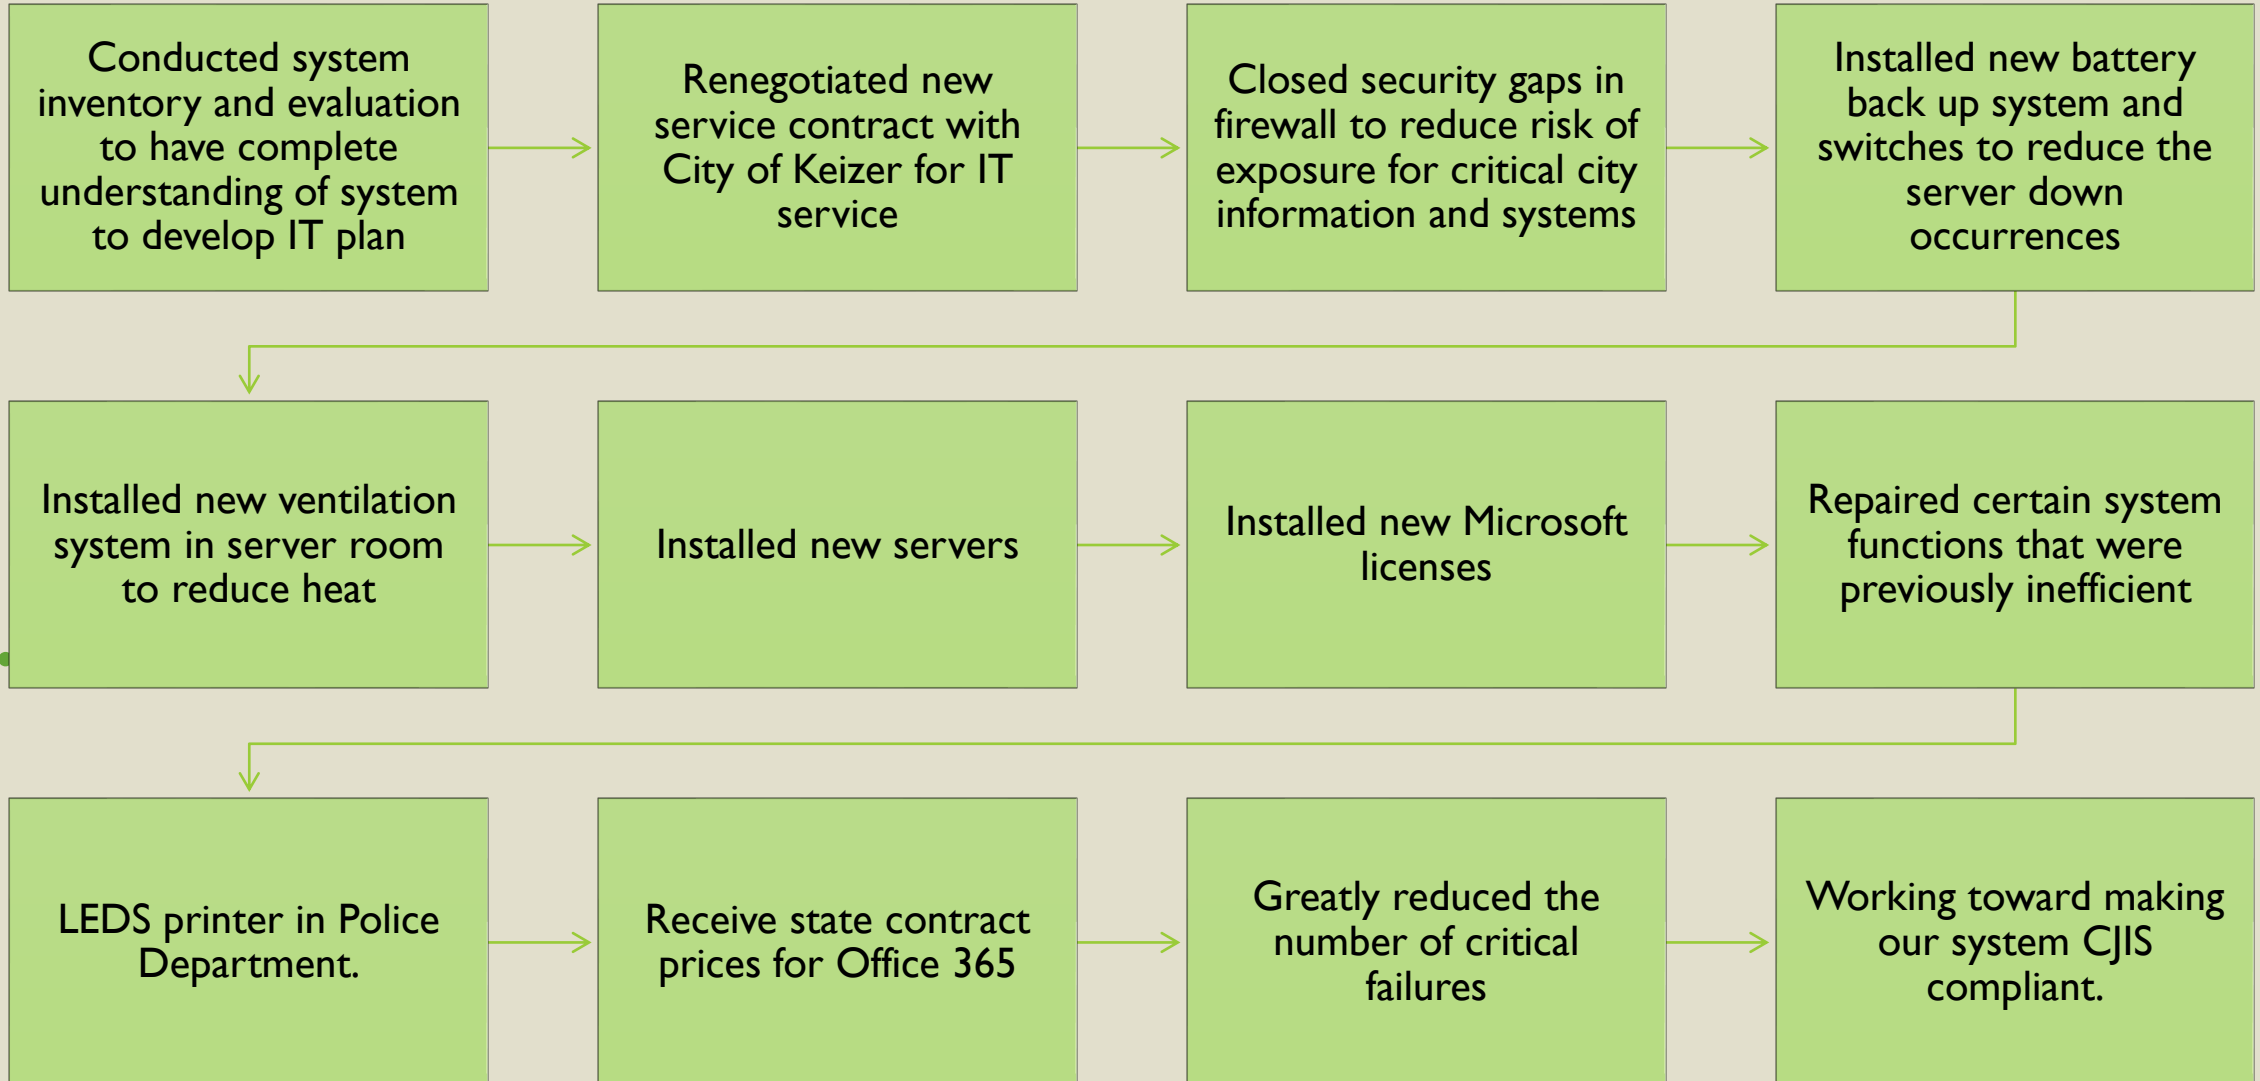 Conducted system
inventory and evaluation
to have complete
understanding of system
to develop IT plan
Renegotiated new
service contract with
City of Keizer for IT
service
Closed security gaps in
firewall to reduce risk of
exposure for critical city
information and systems
Installed new battery
back up system and
switches to reduce the
server down
occurrences
Installed new ventilation
system in server room
to reduce heat
Installed new servers
Installed new Microsoft
licenses
Repaired certain system
functions that were
previously inefficient
LEDS printer in Police
Department.
Receive state contract
prices for Office 365
Greatly reduced the
number of critical
failures
Working toward making
our system CJIS
compliant.